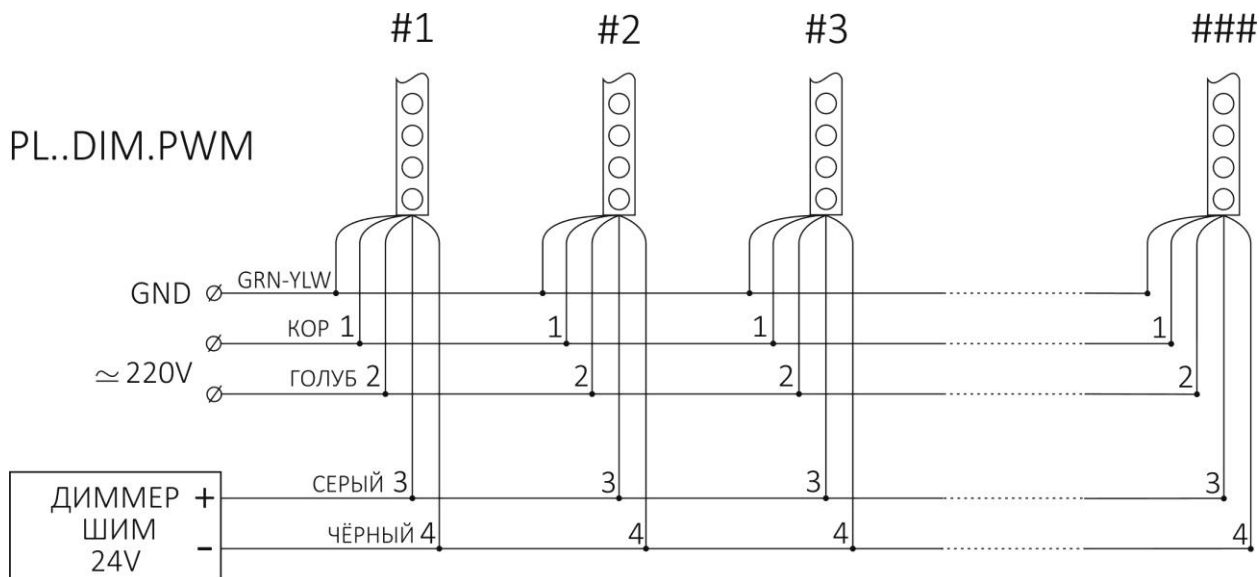 #1 #2 #3 ###
PL..DIM.PWM
GND GRN-YLW
КОР 1 1 1 1
≃ 220V
ГОЛУБ 2 2 2 2
СЕРЫЙ 3 3 3 3
ДИММЕР +
ШИМ
24V -
ЧЁРНЫЙ 4 4 4 4